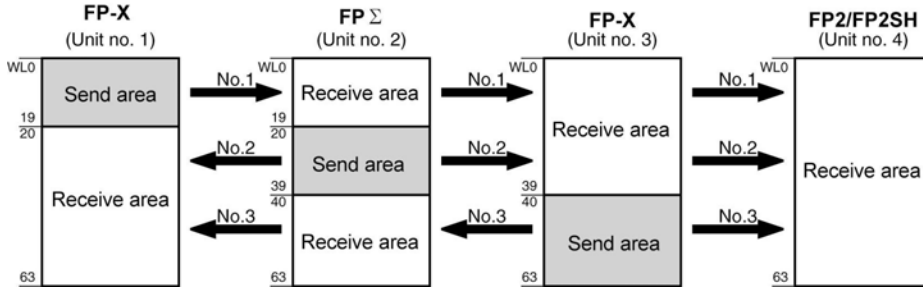 FP-X FP Σ FP-X FP2/FP2SH
(Unit no. 1) (Unit no. 2) (Unit no. 3) (Unit no. 4)
WL0 WL0 WL0 WL0
Send area No.1 Receive area No.1 Receive area No.1 Receive area
19 19
20 20
Receive area No.2 Send area No.2 No.2
39 39
40 40
No.3 Receive area No.3 Send area No.3
63 63 63 63